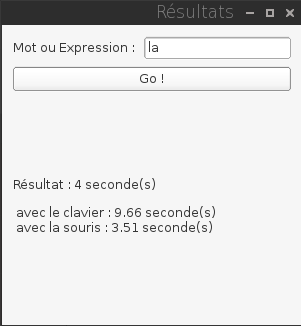 Résultats
Mot ou Expression : la
Go !
Résultat : 4 seconde(s)
avec le clavier : 9.66 seconde(s)
avec la souris : 3.51 seconde(s)